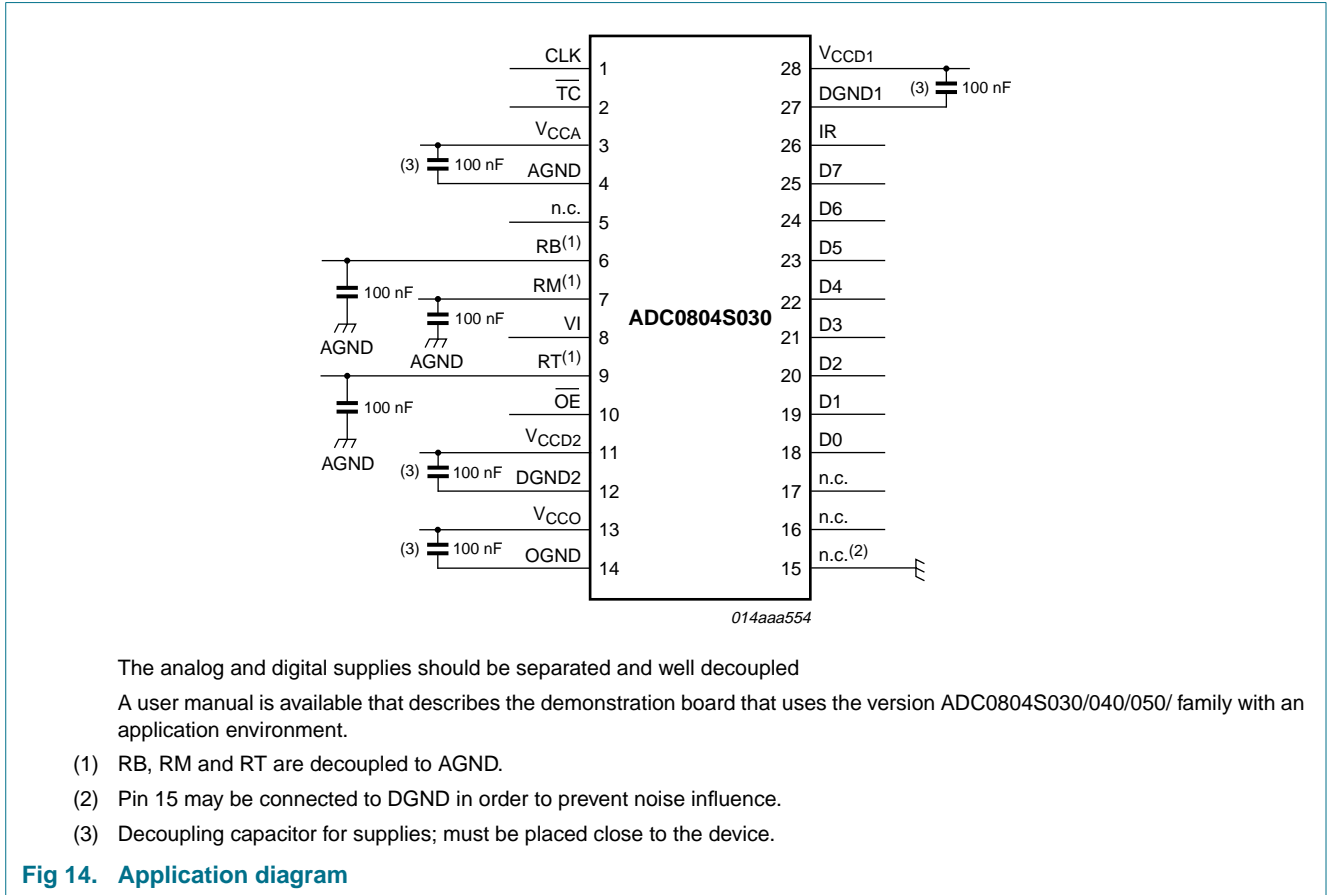 CLK 1
TC 2
VCCA 3
(3) 100 nF
AGND 4
n.c. 5
RB(1) 6
100 nF
AGND
RM(1) 7
100 nF
AGND
VI 8
RT(1) 9
100 nF
AGND
OE 10
VCCD2 11
(3) 100 nF
DGND2 12
VCCO 13
(3) 100 nF
OGND 14
ADC0804S030
28 VCCD1
(3) 100 nF
27 DGND1
26 IR
25 D7
24 D6
23 D5
22 D4
21 D3
20 D2
19 D1
18 D0
17 n.c.
16 n.c.
15 n.c.(2)
014aaa554
The analog and digital supplies should be separated and well decoupled
A user manual is available that describes the demonstration board that uses the version ADC0804S030/040/050/ family with an
application environment.
(1) RB, RM and RT are decoupled to AGND.
(2) Pin 15 may be connected to DGND in order to prevent noise influence.
(3) Decoupling capacitor for supplies; must be placed close to the device.
Fig 14. Application diagram